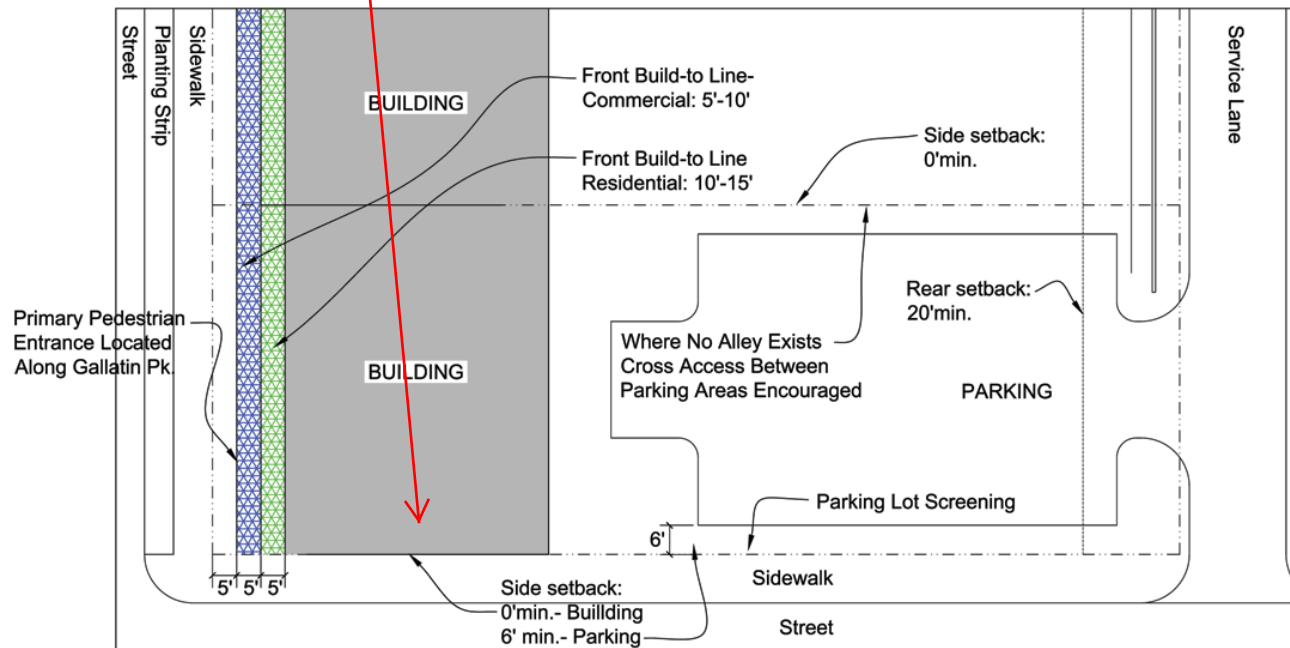 Street
Planting Strip
Sidewalk
BUILDING
Front Build-to Line-
Commercial: 5'-10'
Front Build-to Line
Residential: 10'-15'
Side setback:
0'min.
Service Lane
Primary Pedestrian
Entrance Located
Along Gallatin Pk.
BUILDING
Where No Alley Exists
Cross Access Between
Parking Areas Encouraged
Rear setback:
20'min.
PARKING
Parking Lot Screening
6'
5' 5' 5'
Side setback:
0'min.- Buillding
6' min.- Parking
Sidewalk
Street